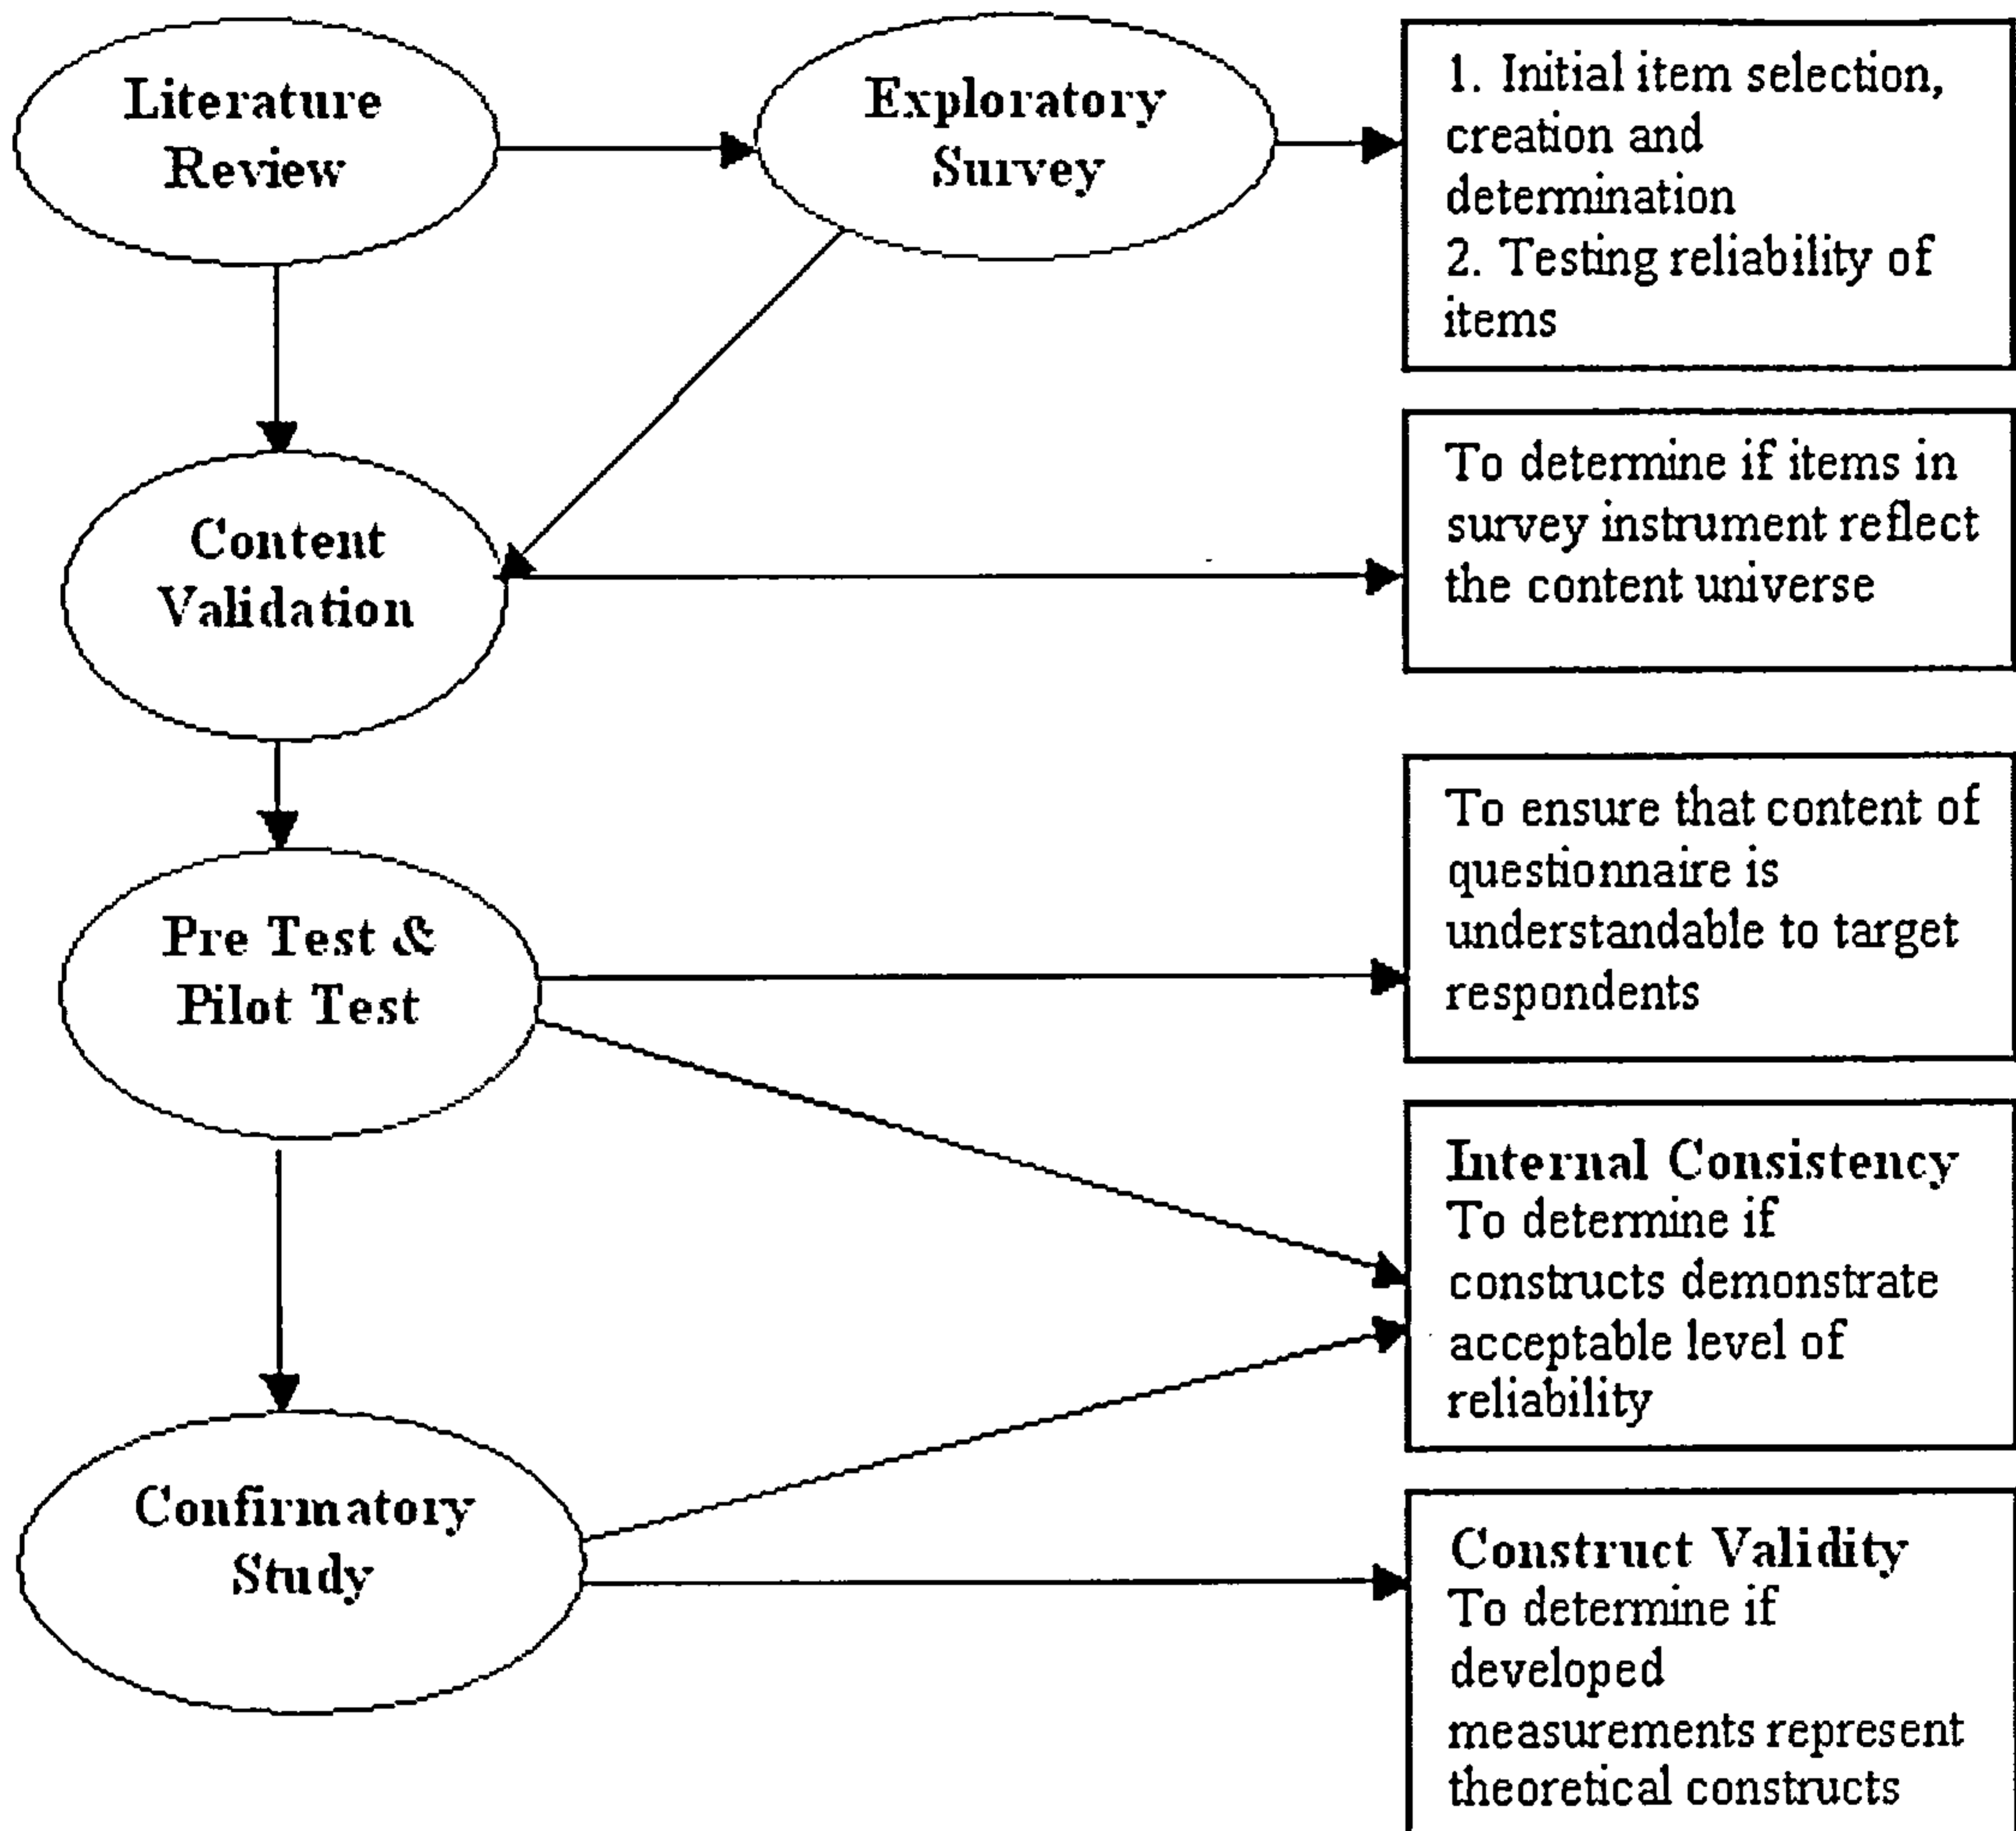 Literature
Review
Exploratory
Survey
1. Initial item selection,
creation and
determination
2. Testing reliability of
items
Content
Validation
To determine if items in
survey instrument reflect
the content universe
Pre Test &
Pilot Test
To ensure that content of
questionnaire is
understandable to target
respondents
Internal Consistency
To determine if
constructs demonstrate
acceptable level of
reliability
Confirmatory
Study
Construct Validity
To determine if
developed
measurements represent
theoretical constructs